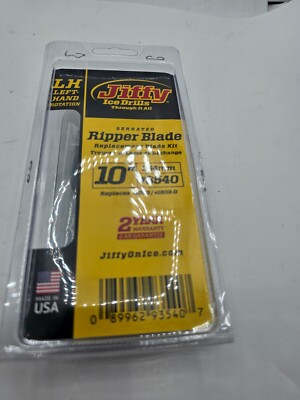 LH
LEFT-
HAND
ROTATION
Jiffy
Ice Drills
Through It All
SERRATED
Ripper Blade
Replacement Blade Kit
10"
Replaces
2 YEAR
WARRANTY
JiffyOnIce.com
MADE IN
USA
0 89962 93540 7